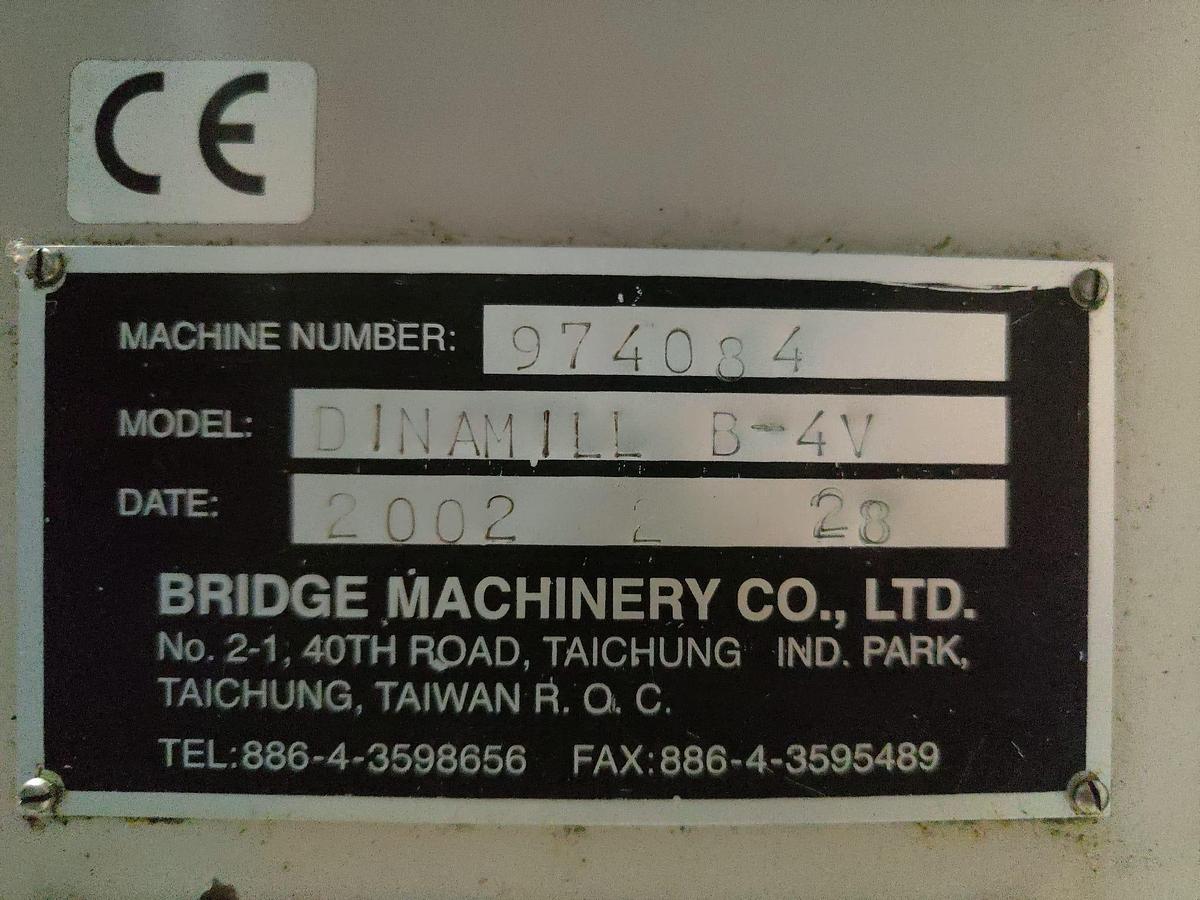 CE
MACHINE NUMBER: 974084
MODEL: DINAMILL B-4V
DATE: 2002 2 28
BRIDGE MACHINERY CO., LTD.
No. 2-1, 40TH ROAD, TAICHUNG IND. PARK,
TAICHUNG, TAIWAN R. O. C.
TEL:886-4-3598656 FAX:886-4-3595489